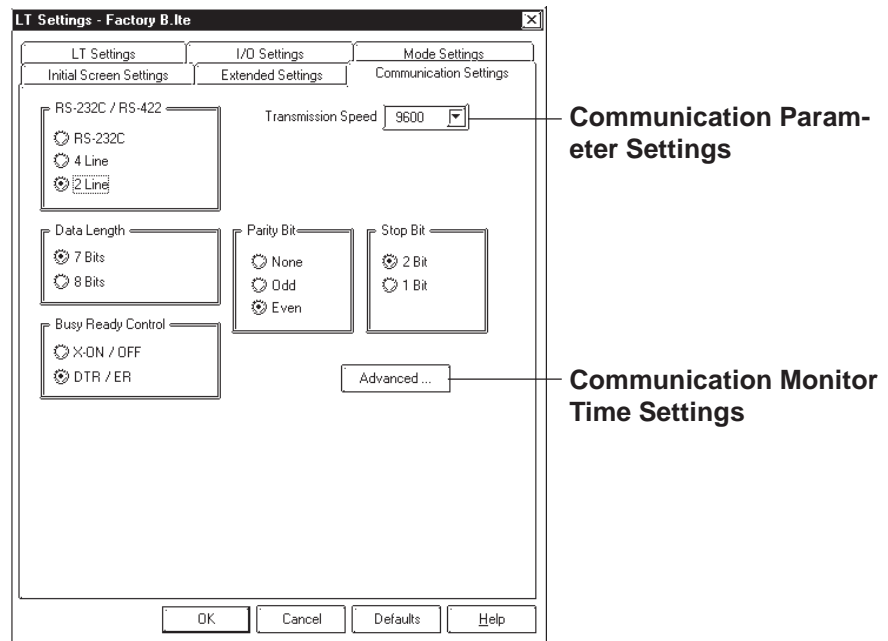 LT Settings - Factory B.lte
LT Settings
I/O Settings
Mode Settings
Initial Screen Settings
Extended Settings
Communication Settings
RS-232C / RS-422
RS-232C
4 Line
2 Line
Transmission Speed 9600
Communication Param-
eter Settings
Data Length
7 Bits
8 Bits
Parity Bit
None
Odd
Even
Stop Bit
2 Bit
1 Bit
Busy Ready Control
X-ON / OFF
DTR / ER
Advanced ...
Communication Monitor
Time Settings
OK
Cancel
Defaults
Help